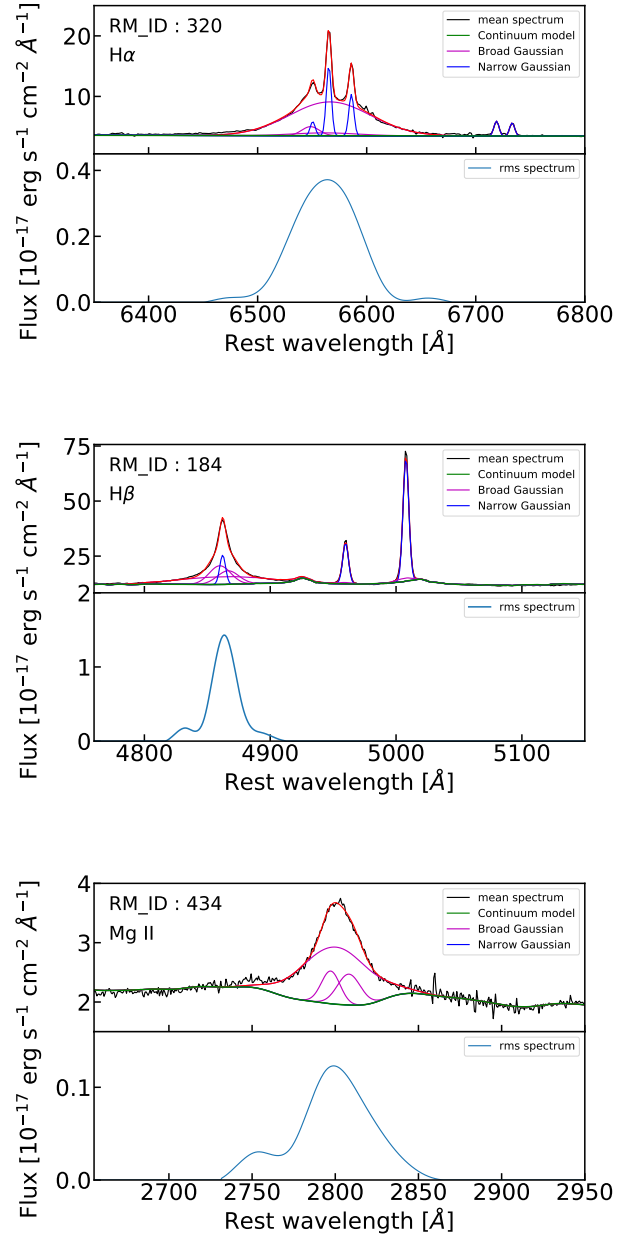 RM_ID : 320
Hα
mean spectrum
Continuum model
Broad Gaussian
Narrow Gaussian
20
10
rms spectrum
0.4
0.2
0.0
6400 6500 6600 6700 6800
Rest wavelength [Å]
Flux [10⁻¹⁷ erg s⁻¹ cm⁻² Å⁻¹]
RM_ID : 184
Hβ
mean spectrum
Continuum model
Broad Gaussian
Narrow Gaussian
75
50
25
rms spectrum
2
1
0
4800 4900 5000 5100
Rest wavelength [Å]
Flux [10⁻¹⁷ erg s⁻¹ cm⁻² Å⁻¹]
RM_ID : 434
Mg II
mean spectrum
Continuum model
Broad Gaussian
Narrow Gaussian
4
3
2
rms spectrum
0.1
0.0
2700 2750 2800 2850 2900 2950
Rest wavelength [Å]
Flux [10⁻¹⁷ erg s⁻¹ cm⁻² Å⁻¹]